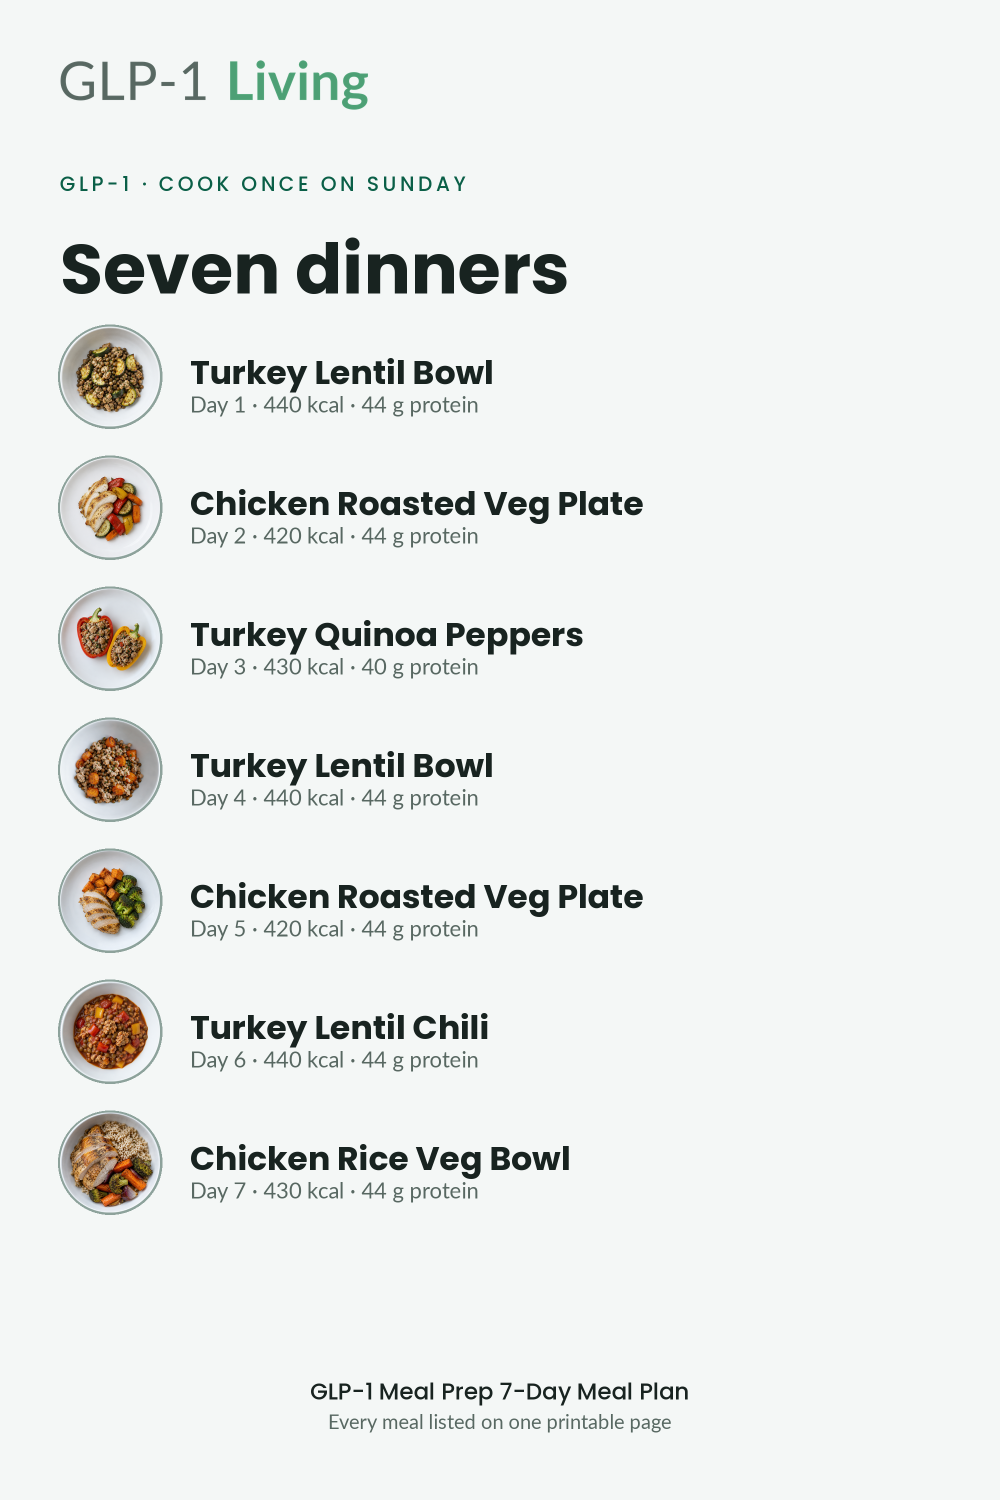 GLP-1 Living
GLP-1 · COOK ONCE ON SUNDAY
Seven dinners
Turkey Lentil Bowl
Day 1 · 440 kcal · 44 g protein
Chicken Roasted Veg Plate
Day 2 · 420 kcal · 44 g protein
Turkey Quinoa Peppers
Day 3 · 430 kcal · 40 g protein
Turkey Lentil Bowl
Day 4 · 440 kcal · 44 g protein
Chicken Roasted Veg Plate
Day 5 · 420 kcal · 44 g protein
Turkey Lentil Chili
Day 6 · 440 kcal · 44 g protein
Chicken Rice Veg Bowl
Day 7 · 430 kcal · 44 g protein
GLP-1 Meal Prep 7-Day Meal Plan
Every meal listed on one printable page